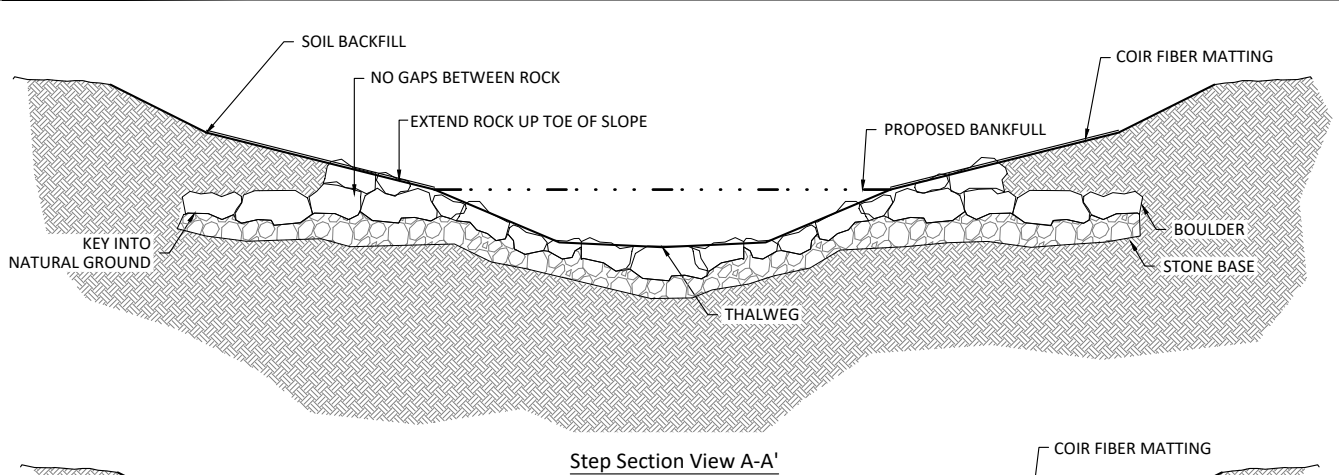 SOIL BACKFILL
NO GAPS BETWEEN ROCK
COIR FIBER MATTING
EXTEND ROCK UP TOE OF SLOPE
PROPOSED BANKFULL
KEY INTO
NATURAL GROUND
BOULDER
STONE BASE
THALWEG
Step Section View A-A'
COIR FIBER MATTING